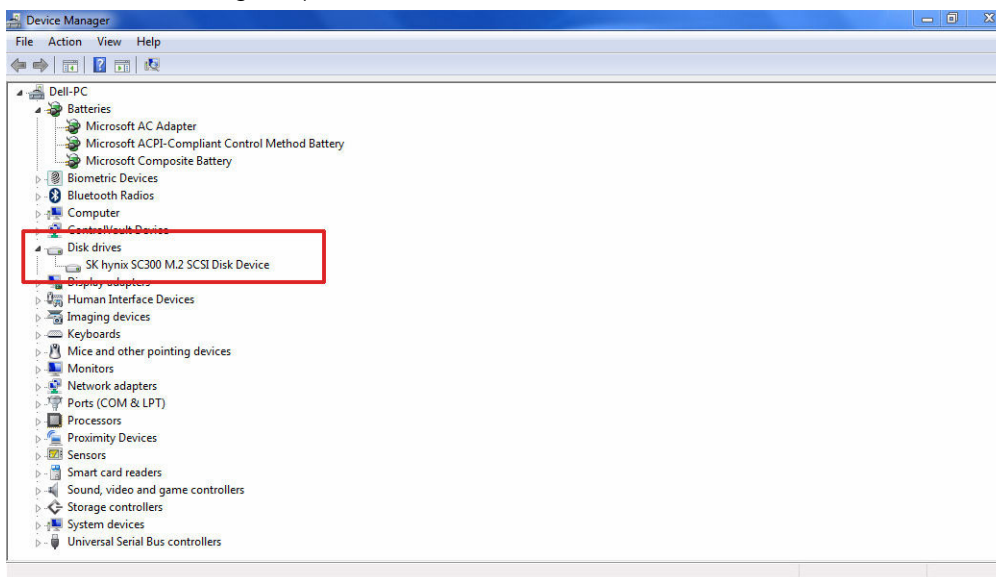 Device Manager
File Action View Help
Dell-PC
Batteries
Microsoft AC Adapter
Microsoft ACPI-Compliant Control Method Battery
Microsoft Composite Battery
Biometric Devices
Bluetooth Radios
Computer
ControlVault Device
Disk drives
SK hynix SC300 M.2 SCSI Disk Device
Display adapters
Human Interface Devices
Imaging devices
Keyboards
Mice and other pointing devices
Monitors
Network adapters
Ports (COM & LPT)
Processors
Proximity Devices
Sensors
Smart card readers
Sound, video and game controllers
Storage controllers
System devices
Universal Serial Bus controllers